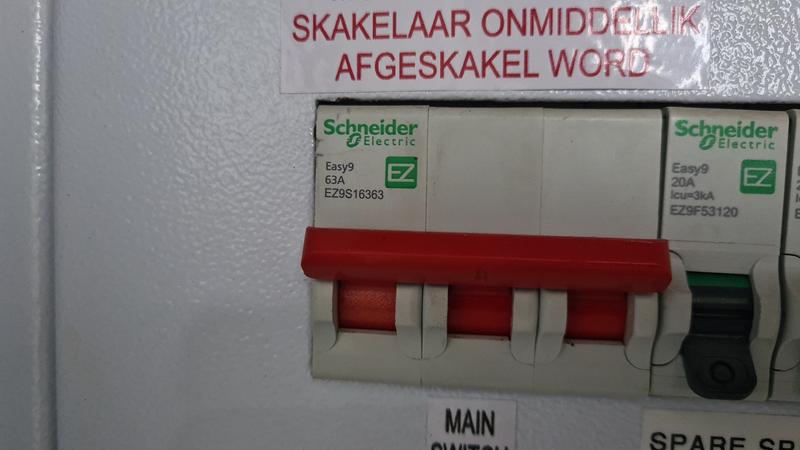 SKAKELAAR ONMIDDELLIK
AFGESKAKEL WORD
Schneider
Electric
Easy9
63A
EZ9S16363
EZ
Schneider
Electric
Easy9
20A
Icu=3kA
EZ9F53120
EZ
MAIN
SWITCH
SPARE